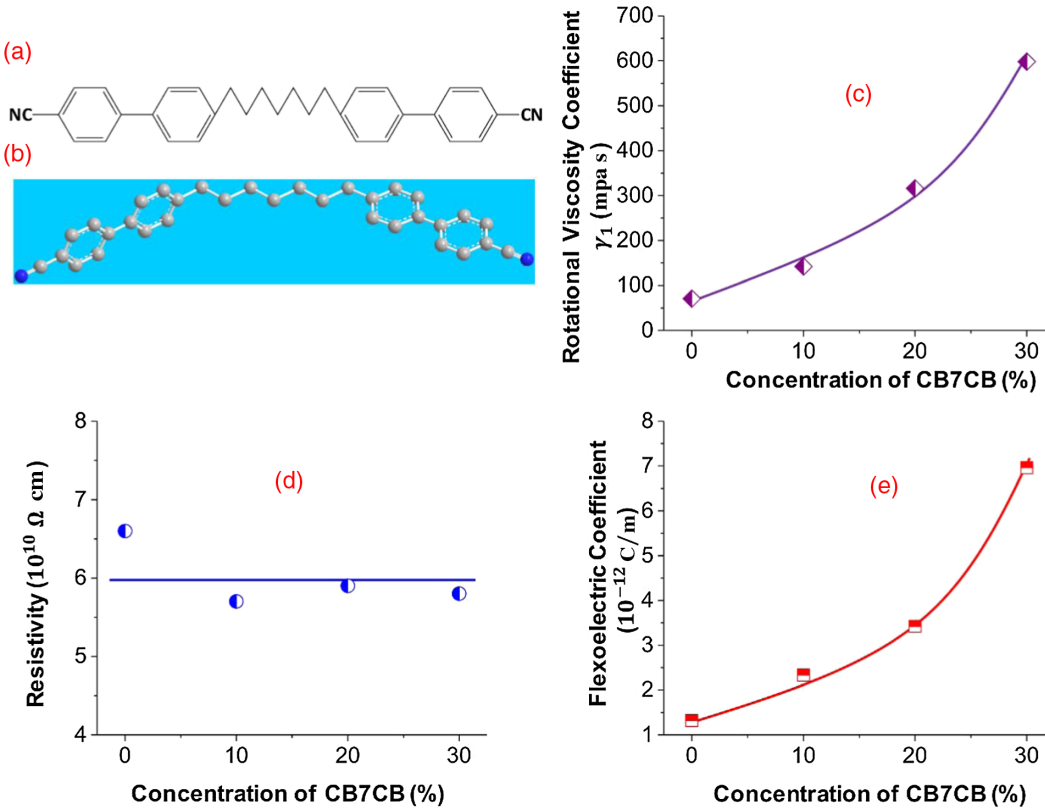 (a)
NC
CN
(b)
(c)
Rotational Viscosity Coefficient
γ₁ (mpa s)
700
600
500
400
300
200
100
0
0 10 20 30
Concentration of CB7CB (%)
(d)
Resistivity (10¹⁰ Ω cm)
8
7
6
5
4
0 10 20 30
Concentration of CB7CB (%)
(e)
Flexoelectric Coefficient
(10⁻¹² C/m)
8
7
6
5
4
3
2
1
0 10 20 30
Concentration of CB7CB (%)